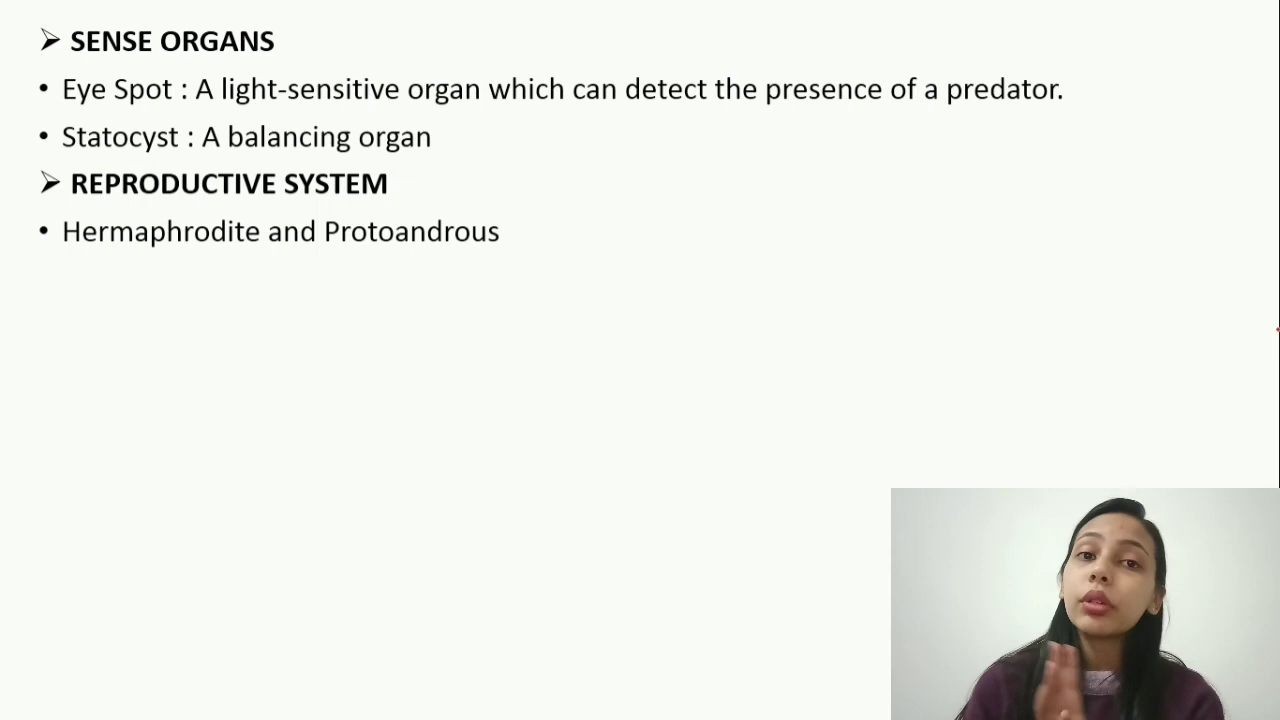 ➢ SENSE ORGANS
• Eye Spot : A light-sensitive organ which can detect the presence of a predator.
• Statocyst : A balancing organ
➢ REPRODUCTIVE SYSTEM
• Hermaphrodite and Protoandrous